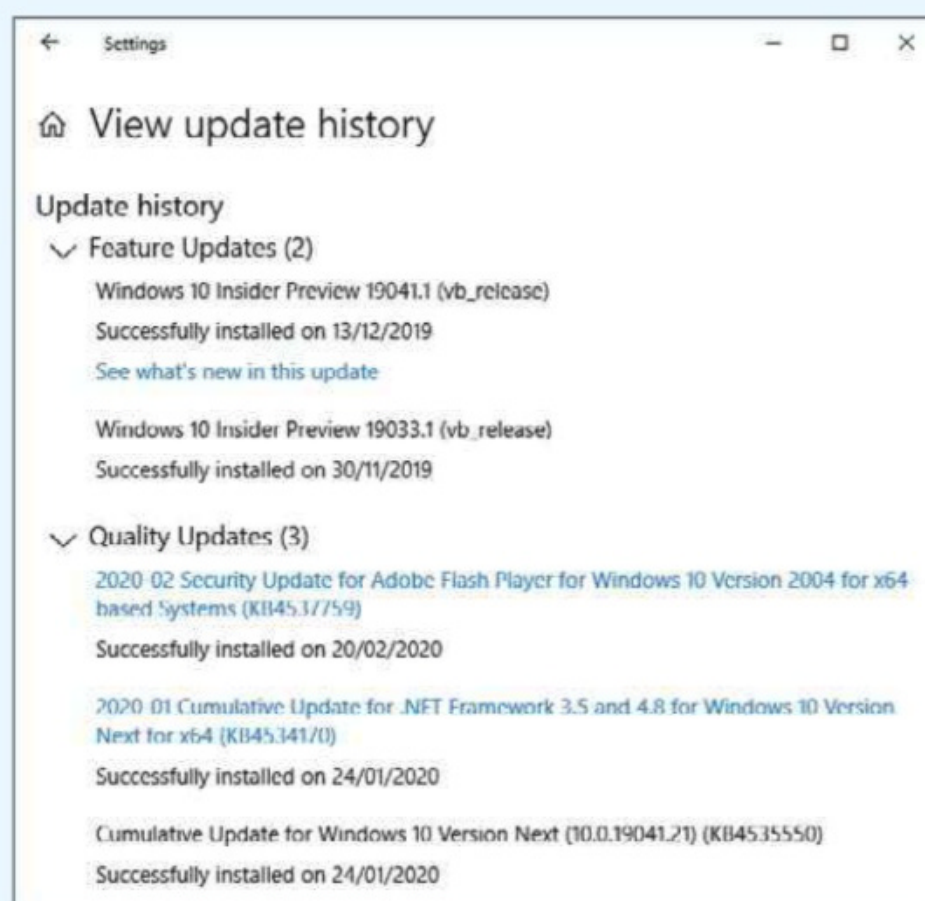 Settings
View update history
Update history
Feature Updates (2)
Windows 10 Insider Preview 19041.1 (vb_release)
Successfully installed on 13/12/2019
See what's new in this update
Windows 10 Insider Preview 19033.1 (vb_release)
Successfully installed on 30/11/2019
Quality Updates (3)
2020-02 Security Update for Adobe Flash Player for Windows 10 Version 2004 for x64-
based Systems (KB4537759)
Successfully installed on 20/02/2020
2020-01 Cumulative Update for .NET Framework 3.5 and 4.8 for Windows 10 Version
Next for x64 (KB4534170)
Successfully installed on 24/01/2020
Cumulative Update for Windows 10 Version Next (10.0.19041.21) (KB4535550)
Successfully installed on 24/01/2020